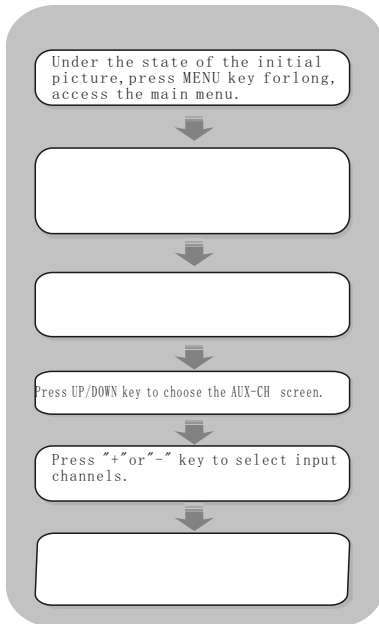 Under the state of the initial
picture, press MENU key forlong,
access the main menu.
Press UP/DOWN key to choose the AUX-CH screen.
Press "+"or"-" key to select input
channels.